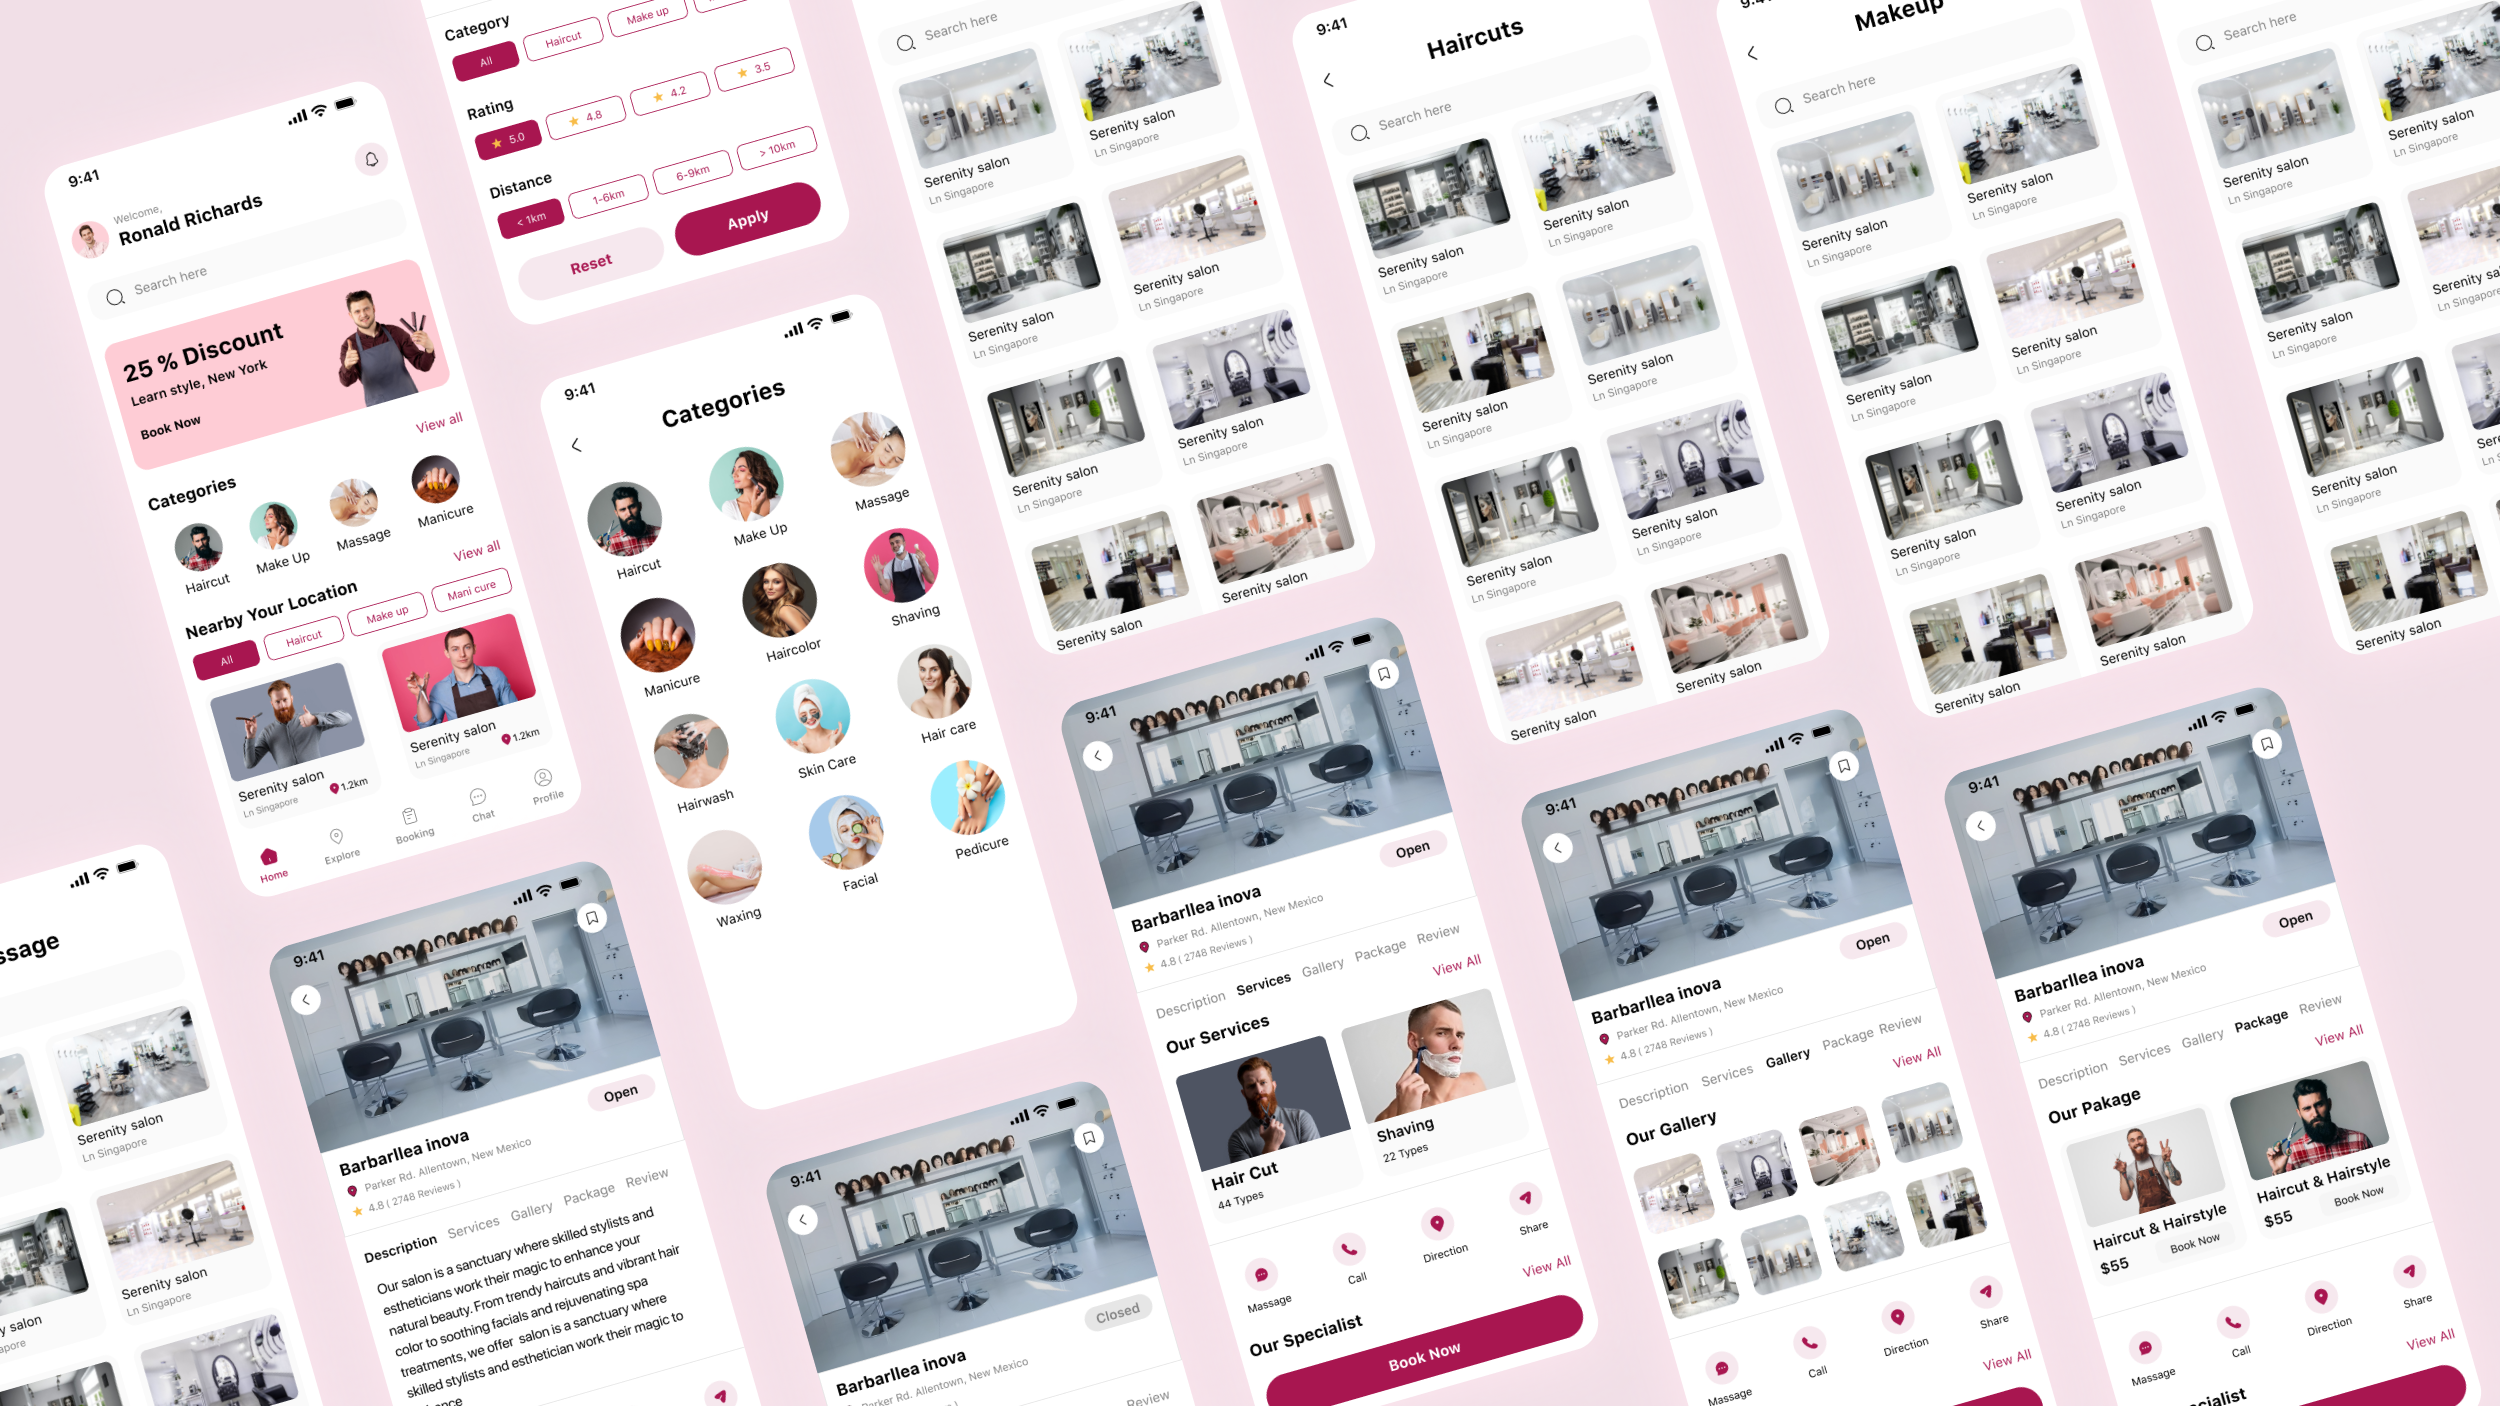 9:41
Welcome,
Ronald Richards
Search here
25 % Discount
Learn style, New York
Book Now
View all
Categories
Haircut
Make Up
Massage
Manicure
View all
Nearby Your Location
All
Haircut
Make up
Mani cure
Serenity salon
Ln Singapore
1.2km
Serenity salon
Ln Singapore
1.2km
Home
Explore
Booking
Chat
Profile
Category
All
Haircut
Make up
Rating
5.0
4.8
4.2
3.5
Distance
< 1km
1-6km
6-9km
> 10km
Reset
Apply
9:41
Categories
Haircut
Make Up
Massage
Manicure
Haircolor
Shaving
Hairwash
Skin Care
Hair care
Waxing
Facial
Pedicure
Search here
Serenity salon
Ln Singapore
Serenity salon
Ln Singapore
Serenity salon
Ln Singapore
Serenity salon
Ln Singapore
Serenity salon
Ln Singapore
Serenity salon
Ln Singapore
Serenity salon
Serenity salon
9:41
Haircuts
Search here
Serenity salon
Ln Singapore
Serenity salon
Ln Singapore
Serenity salon
Ln Singapore
Serenity salon
Ln Singapore
Serenity salon
Ln Singapore
Serenity salon
Ln Singapore
Serenity salon
Serenity salon
9:41
Makeup
Search here
Serenity salon
Ln Singapore
Serenity salon
Ln Singapore
Serenity salon
Ln Singapore
Serenity salon
Ln Singapore
Serenity salon
Ln Singapore
Serenity salon
Ln Singapore
Serenity salon
Serenity salon
Search here
Serenity salon
Ln Singapore
Serenity salon
Ln Singapore
Serenity salon
Ln Singapore
Serenity sa
Ln Singapore
Serenity salon
Ln Singapore
Sere
Ln S
Serenity salon
ssage
Serenity salon
Ln Singapore
Serenity salon
Ln Singapore
y salon
apore
9:41
Open
Barbarllea inova
Parker Rd. Allentown, New Mexico
4.8 ( 2748 Reviews )
Description
Services
Gallery
Package
Review
Our salon is a sanctuary where skilled stylists and
estheticians work their magic to enhance your
natural beauty. From trendy haircuts and vibrant hair
color to soothing facials and rejuvenating spa
treatments, we offer salon is a sanctuary where
skilled stylists and esthetician work their magic to
9:41
Closed
Barbarllea inova
Parker Rd. Allentown, New Mexico
Review
9:41
Open
Barbarllea inova
Parker Rd. Allentown, New Mexico
4.8 ( 2748 Reviews )
Description
Services
Gallery
Package
Review
View All
Our Services
Hair Cut
44 Types
Shaving
22 Types
Massage
Call
Direction
Share
View All
Our Specialist
Book Now
9:41
Open
Barbarllea inova
Parker Rd. Allentown, New Mexico
4.8 ( 2748 Reviews )
Description
Services
Gallery
Package
Review
View All
Our Gallery
Massage
Call
Direction
Share
View All
9:41
Open
Barbarllea inova
Parker Rd. Allentown, New Mexico
4.8 ( 2748 Reviews )
Description
Services
Gallery
Package
Review
View All
Our Pakage
Haircut & Hairstyle
$55
Book Now
Haircut & Hairstyle
$55
Book Now
Massage
Call
Direction
Share
View All
cialist